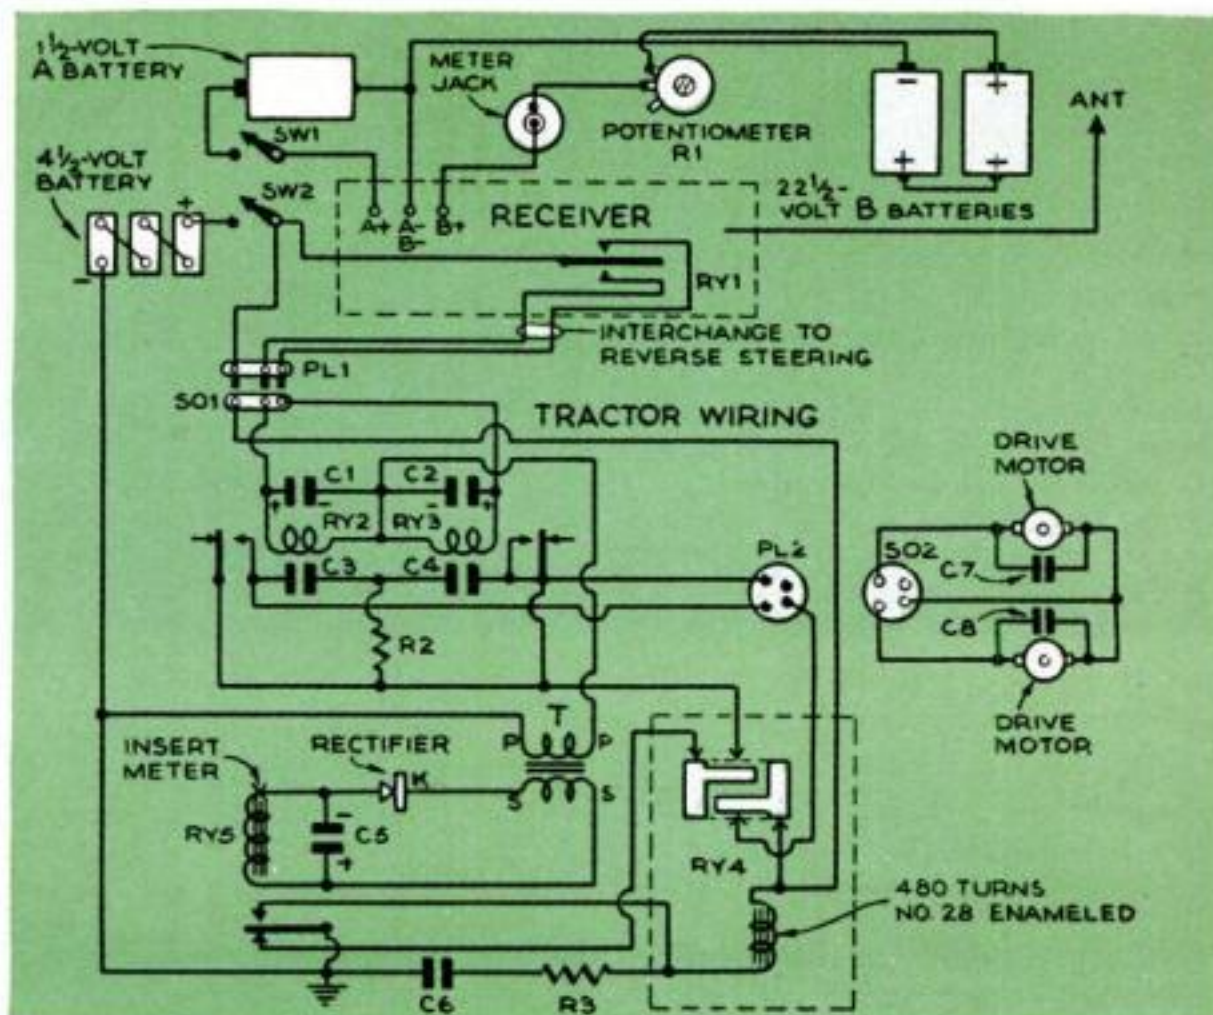 1½-VOLT
A BATTERY
METER
JACK
POTENTIOMETER
R1
ANT
SW1
4½-VOLT
BATTERY
SW2
+
-
-
+
+
-
22½-
VOLT B BATTERIES
A+
A-
B-
B+
RECEIVER
RY1
INTERCHANGE TO
REVERSE STEERING
PL1
SO1
TRACTOR WIRING
DRIVE
MOTOR
C1
C2
+
-
-
+
RY2
RY3
C3
C4
PL2
SO2
C7
C8
R2
DRIVE
MOTOR
T
P
P
INSERT
METER
RECTIFIER
K
S
S
RY5
-
C5
+
RY4
480 TURNS
NO. 28 ENAMELED
C6
R3